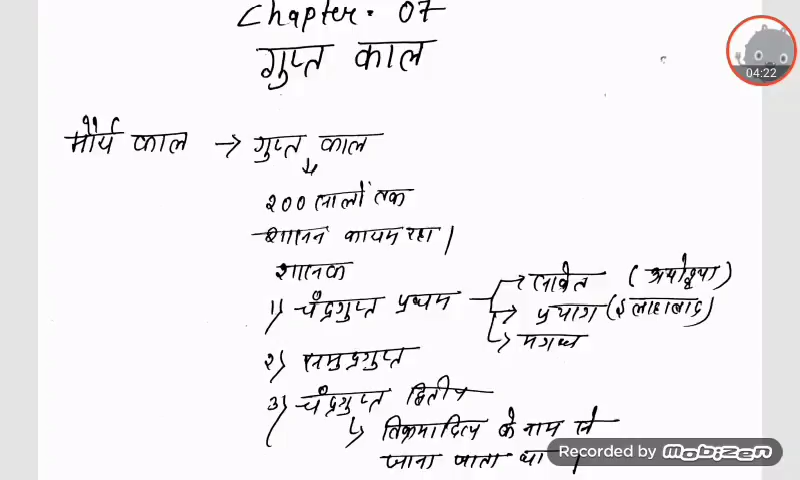 Chapter. 07
गुप्त काल
04:22
मौर्य काल → गुप्त काल
200 सालों तक
शासन कायम रहा।
शासक
1) चंद्रगुप्त प्रथम → साकेत (अयोध्या)
→ प्रयाग (इलाहाबाद)
→ मगध
2) समुद्रगुप्त
3) चंद्रगुप्त द्वितीय
↳ विक्रमादित्य के नाम से
जाना जाता था।
Recorded by mobizen